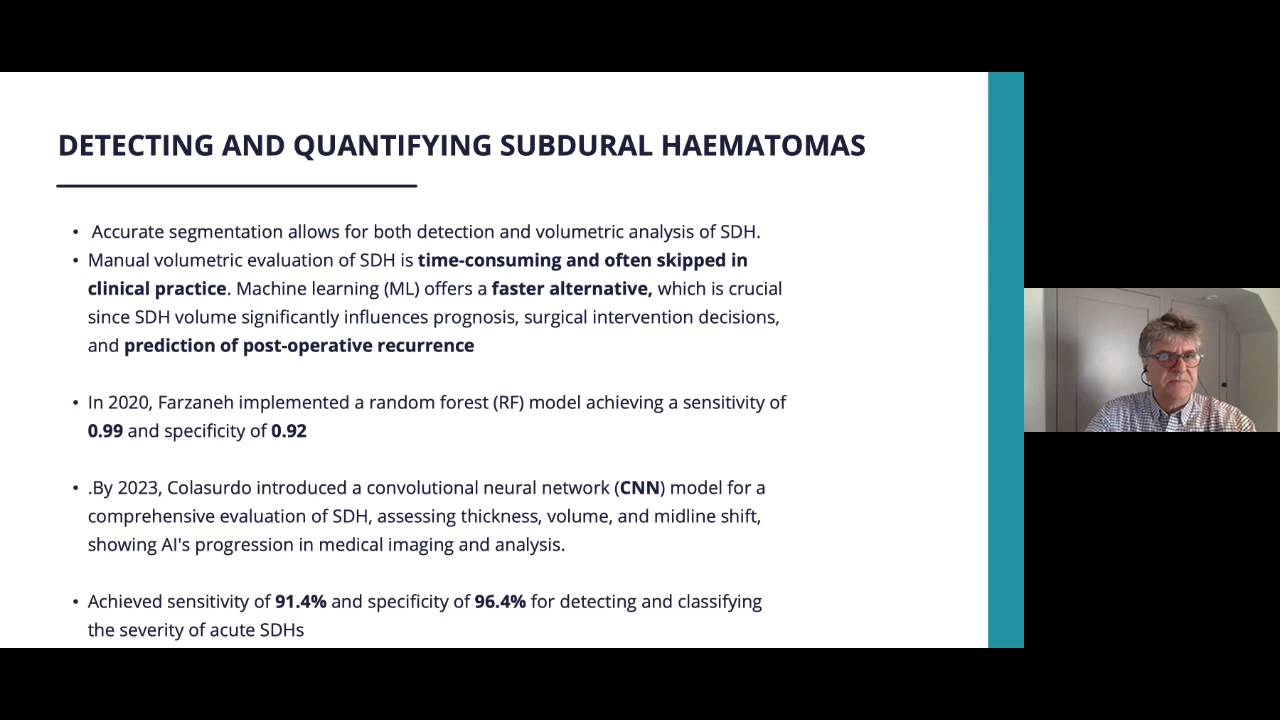 DETECTING AND QUANTIFYING SUBDURAL HAEMATOMAS
• Accurate segmentation allows for both detection and volumetric analysis of SDH.
• Manual volumetric evaluation of SDH is time-consuming and often skipped in
clinical practice. Machine learning (ML) offers a faster alternative, which is crucial
since SDH volume significantly influences prognosis, surgical intervention decisions,
and prediction of post-operative recurrence
• In 2020, Farzaneh implemented a random forest (RF) model achieving a sensitivity of
0.99 and specificity of 0.92
• .By 2023, Colasurdo introduced a convolutional neural network (CNN) model for a
comprehensive evaluation of SDH, assessing thickness, volume, and midline shift,
showing AI's progression in medical imaging and analysis.
• Achieved sensitivity of 91.4% and specificity of 96.4% for detecting and classifying
the severity of acute SDHs